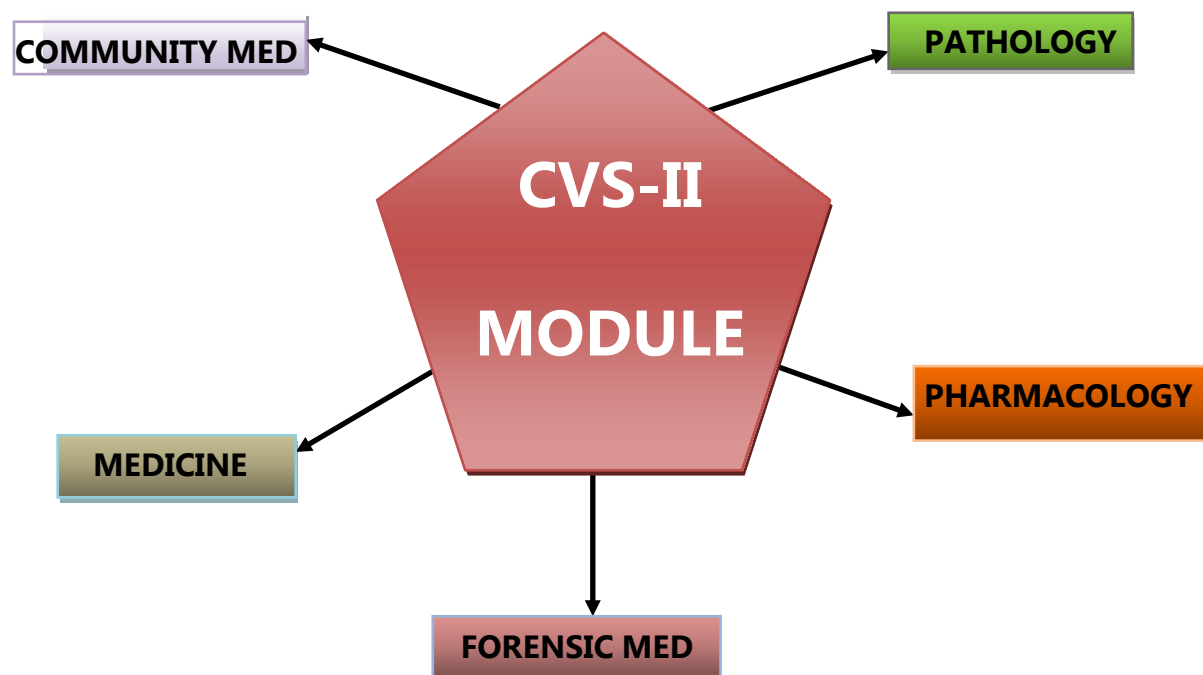 COMMUNITY MED
PATHOLOGY
CVS-II
MODULE
PHARMACOLOGY
MEDICINE
FORENSIC MED